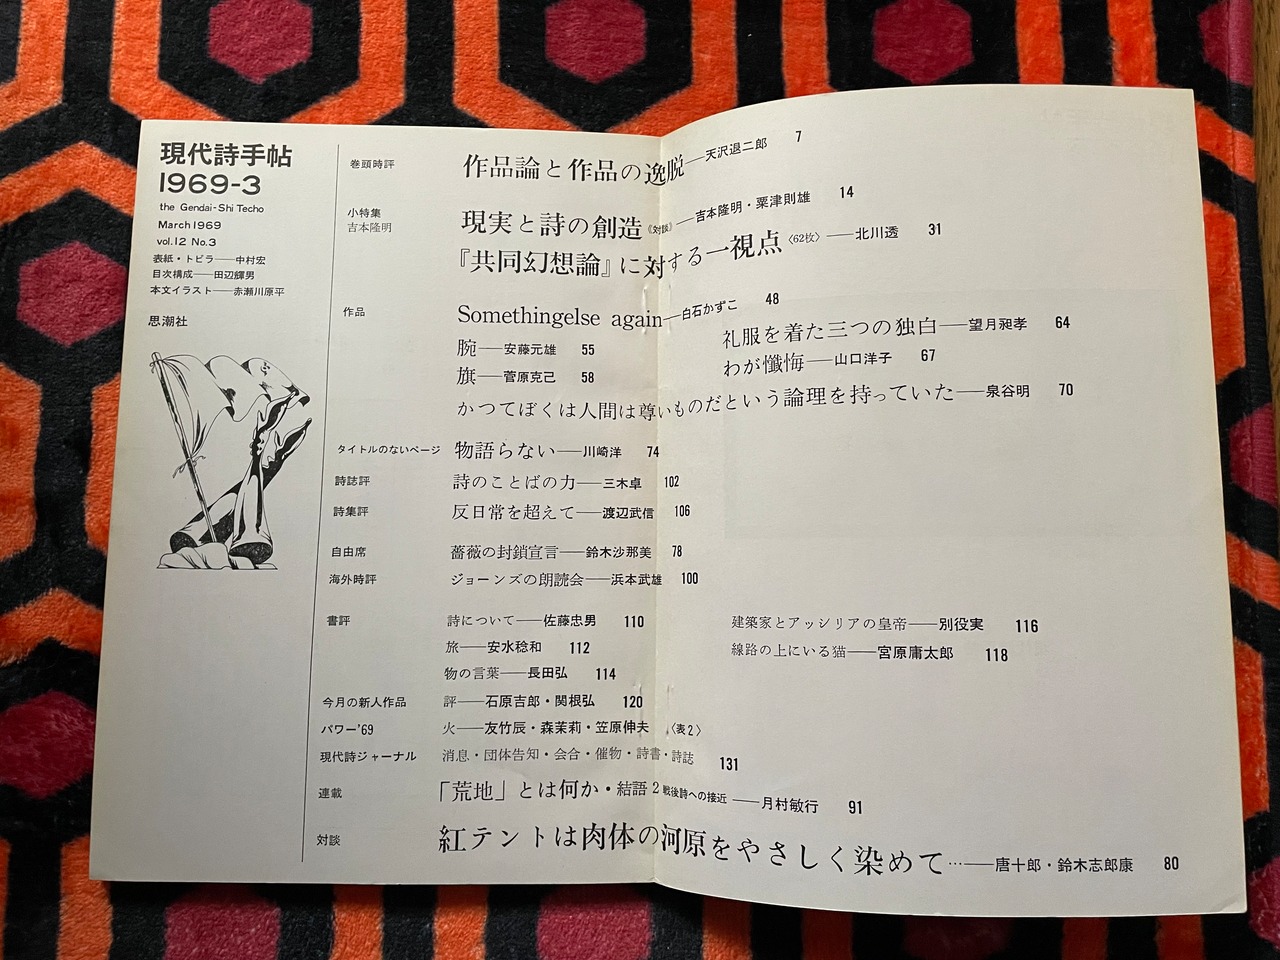 現代詩手帖
1969-3
the Gendai-Shi Techo
March 1969
vol.12 No.3
表紙・トビラ──中村宏
目次構成──田辺輝男
本文イラスト──赤瀬川原平
思潮社
巻頭時評 作品論と作品の逸脱──天沢退二郎 7
小特集
吉本隆明
現実と詩の創造《対談》──吉本隆明・粟津則雄 14
『共同幻想論』に対する一視点〈62枚〉──北川透 31
作品 Somethingelse again──白石かずこ 48
腕──安藤元雄 55
旗──菅原克己 58
礼服を着た三つの独白──望月昶孝 64
わが懺悔──山口洋子 67
かつてぼくは人間は尊いものだという論理を持っていた──泉谷明 70
タイトルのないページ 物語らない──川崎洋 74
詩誌評 詩のことばの力──三木卓 102
詩集評 反日常を超えて──渡辺武信 106
自由席 薔薇の封鎖宣言──鈴木沙那美 78
海外時評 ジョーンズの朗読会──浜本武雄 100
書評 詩について──佐藤忠男 110
旅──安水稔和 112
物の言葉──長田弘 114
建築家とアッシリアの皇帝──別役実 116
線路の上にいる猫──宮原庸太郎 118
今月の新人作品 評──石原吉郎・関根弘 120
パワー'69 火──友竹辰・森茉莉・笠原伸夫 〈表2〉
現代詩ジャーナル 消息・団体告知・会合・催物・詩書・詩誌 131
連載 「荒地」とは何か・結語 2 戦後詩への接近──月村敏行 91
対談 紅テントは肉体の河原をやさしく染めて…──唐十郎・鈴木志郎康 80